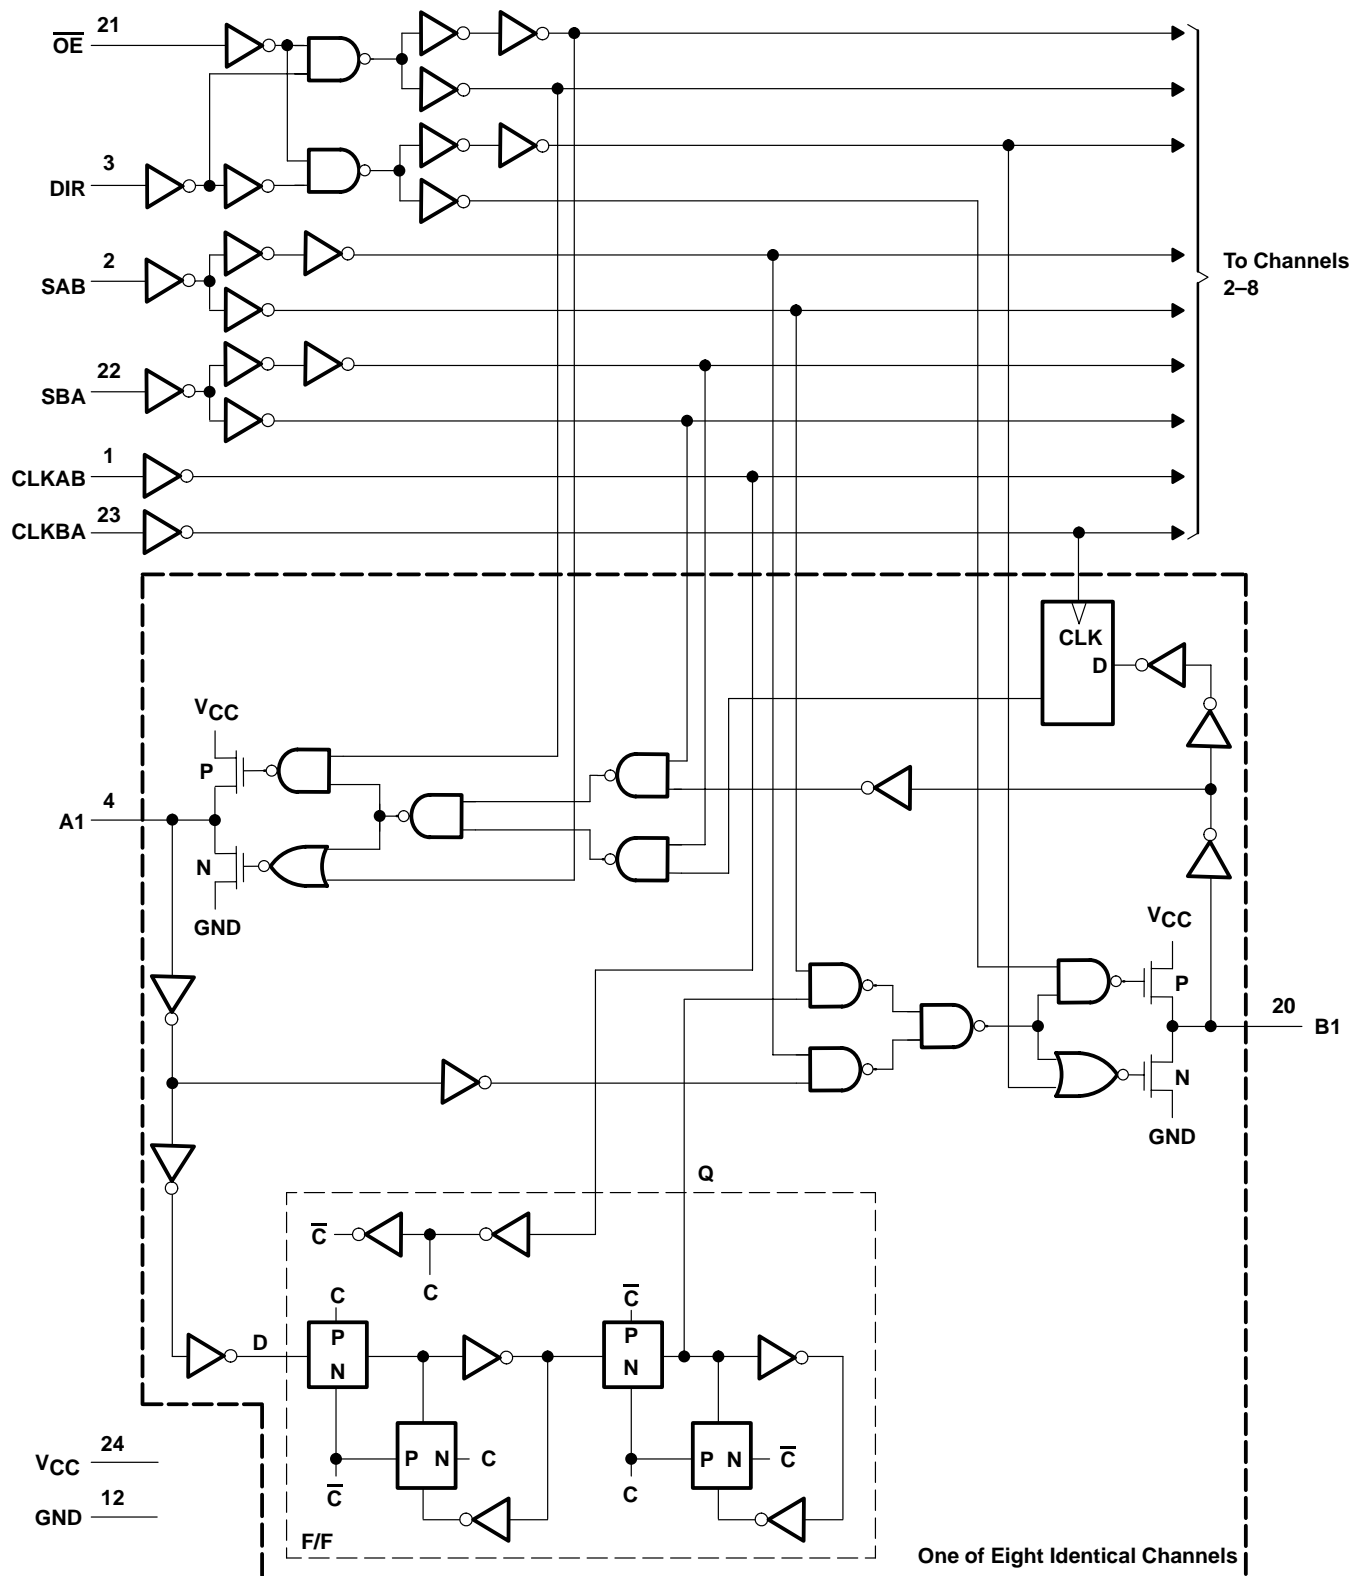 21
OE
3
DIR
2
SAB
To Channels
2–8
22
SBA
1
CLKAB
23
CLKBA
CLK
D
VCC
P
4
A1
N
GND
VCC
P
20
B1
N
GND
Q
C
C
C
C
D
P
N
P
N
P N
C
P N
C
C
C
24
VCC
12
GND
F/F
One of Eight Identical Channels